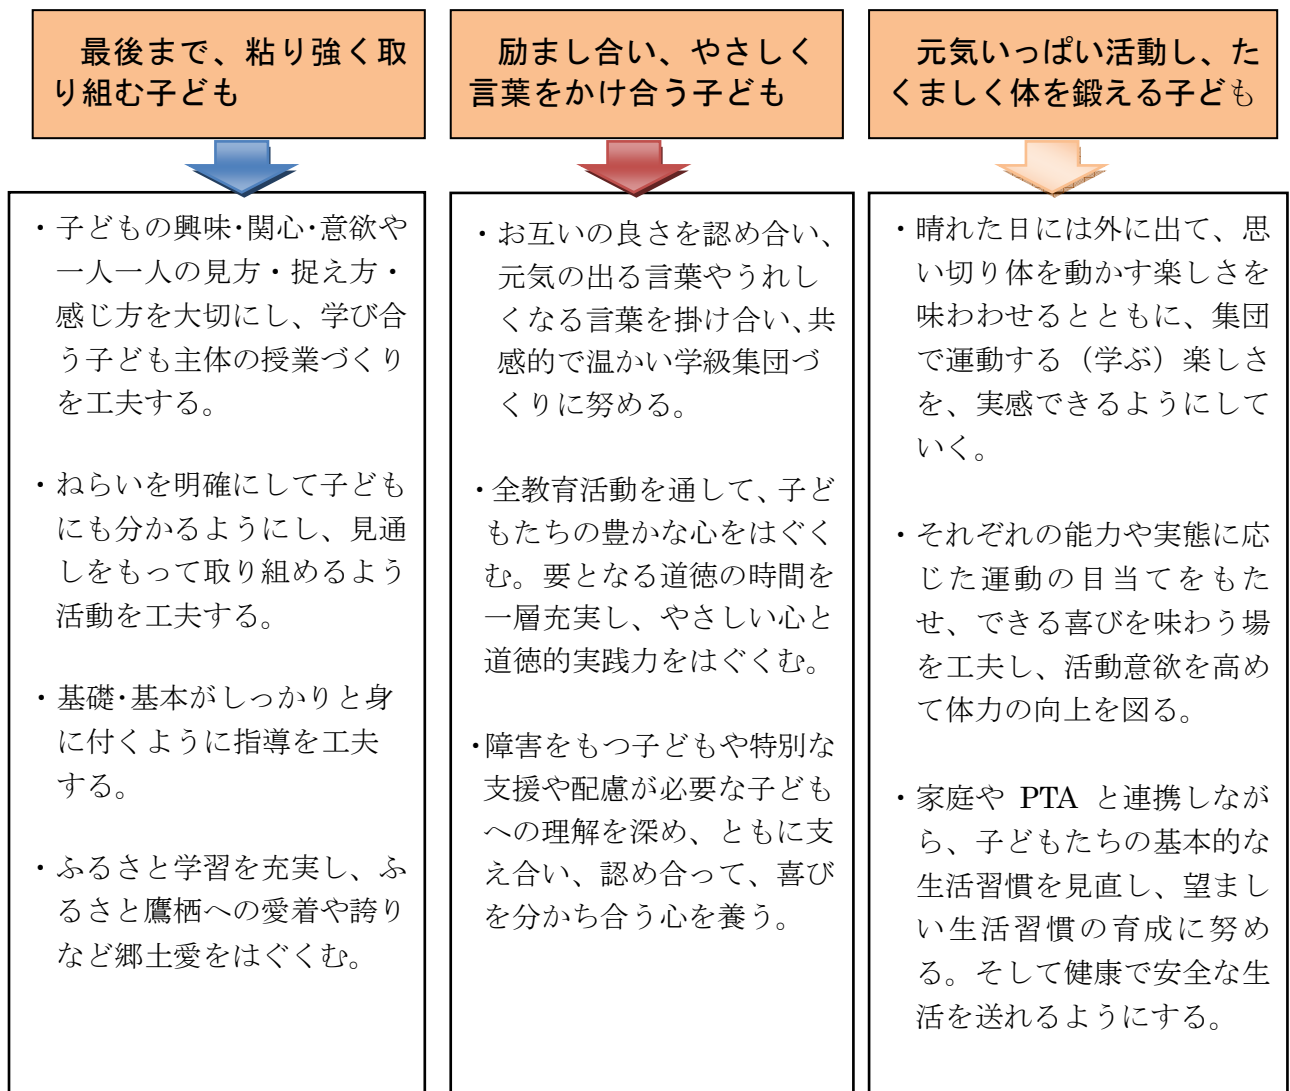 最後まで、粘り強く取
り組む子ども
・子どもの興味･関心･意欲や
一人一人の見方・捉え方・
感じ方を大切にし、学び合
う子ども主体の授業づくり
を工夫する。
・ねらいを明確にして子ども
にも分かるようにし、見通
しをもって取り組めるよう
活動を工夫する。
・基礎･基本がしっかりと身
に付くように指導を工夫
する。
・ふるさと学習を充実し、ふ
るさと鷹栖への愛着や誇り
など郷土愛をはぐくむ。
励まし合い、やさしく
言葉をかけ合う子ども
・お互いの良さを認め合い、
元気の出る言葉やうれし
くなる言葉を掛け合い、共
感的で温かい学級集団づ
くりに努める。
・全教育活動を通して、子ど
もたちの豊かな心をはぐく
む。要となる道徳の時間を
一層充実し、やさしい心と
道徳的実践力をはぐくむ。
・障害をもつ子どもや特別な
支援や配慮が必要な子ども
への理解を深め、ともに支
え合い、認め合って、喜び
を分かち合う心を養う。
元気いっぱい活動し、た
くましく体を鍛える子ども
・晴れた日には外に出て、思
い切り体を動かす楽しさを
味わわせるとともに、集団
で運動する（学ぶ）楽しさ
を、実感できるようにして
いく。
・それぞれの能力や実態に応
じた運動の目当てをもた
せ、できる喜びを味わう場
を工夫し、活動意欲を高め
て体力の向上を図る。
・家庭や PTA と連携しなが
ら、子どもたちの基本的な
生活習慣を見直し、望まし
い生活習慣の育成に努め
る。そして健康で安全な生
活を送れるようにする。